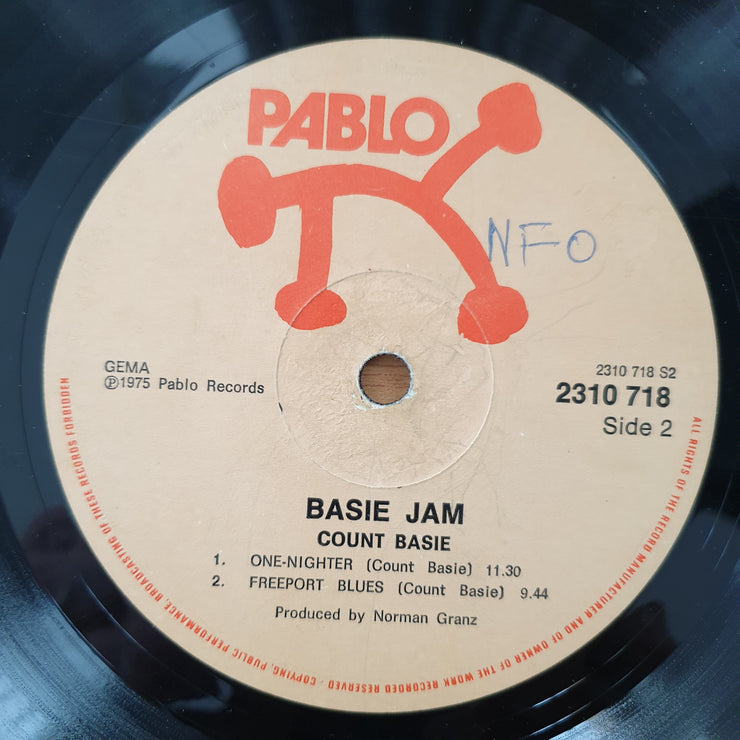 PABLO
NFO
GEMA
℗1975 Pablo Records
2310 718 S2
2310 718
Side 2
BASIE JAM
COUNT BASIE
1. ONE-NIGHTER (Count Basie) 11.30
2. FREEPORT BLUES (Count Basie) 9.44
Produced by Norman Granz
ALL RIGHTS OF THE RECORD MANUFACTURER AND OF OWNER OF THE WORK RECORDED RESERVED - COPYING, PUBLIC PERFORMANCE, BROADCASTING OF THESE RECORDS FORBIDDEN